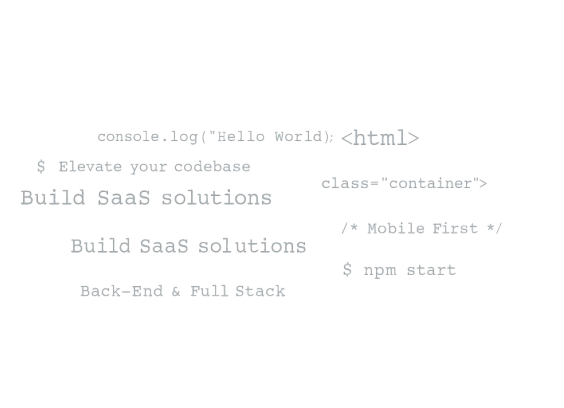 console.log("Hello World);
<html>
$ Elevate your codebase
class="container">
Build SaaS solutions
/* Mobile First */
Build SaaS solutions
$ npm start
Back-End & Full Stack